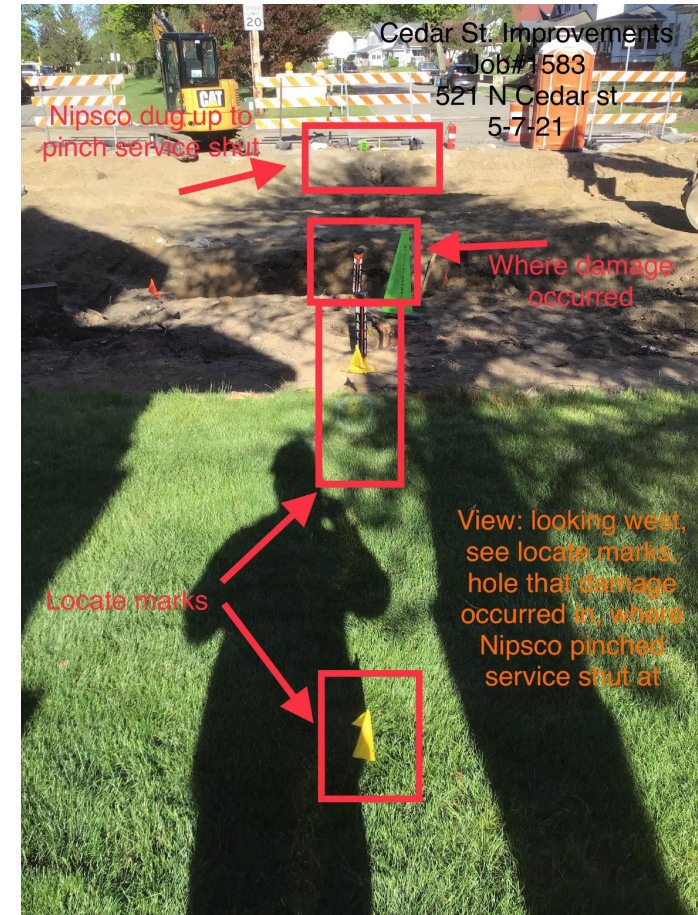 SPEED
LIMIT
20
Cedar St. Improvements
Job#1583
521 N Cedar st
5-7-21
CAT
Nipsco dug up to
pinch service shut
Where damage
occurred
View: looking west,
see locate marks,
hole that damage
occurred in, where
Nipsco pinched
service shut at
Locate marks